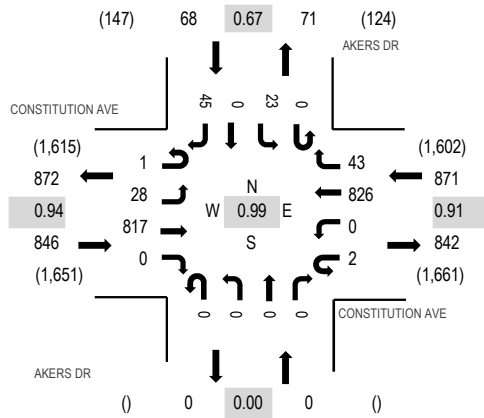 (147) 68 0.67 71 (124)
AKERS DR
CONSTITUTION AVE
45 0 23 0
(1,615) (1,602)
1 43
872 871
28 N 826
0.94 W 0.99 E 0.91
817 0
846 S 842
0 2
(1,651) (1,661)
0 0 0 0
CONSTITUTION AVE
AKERS DR
() 0 0.00 0 ()